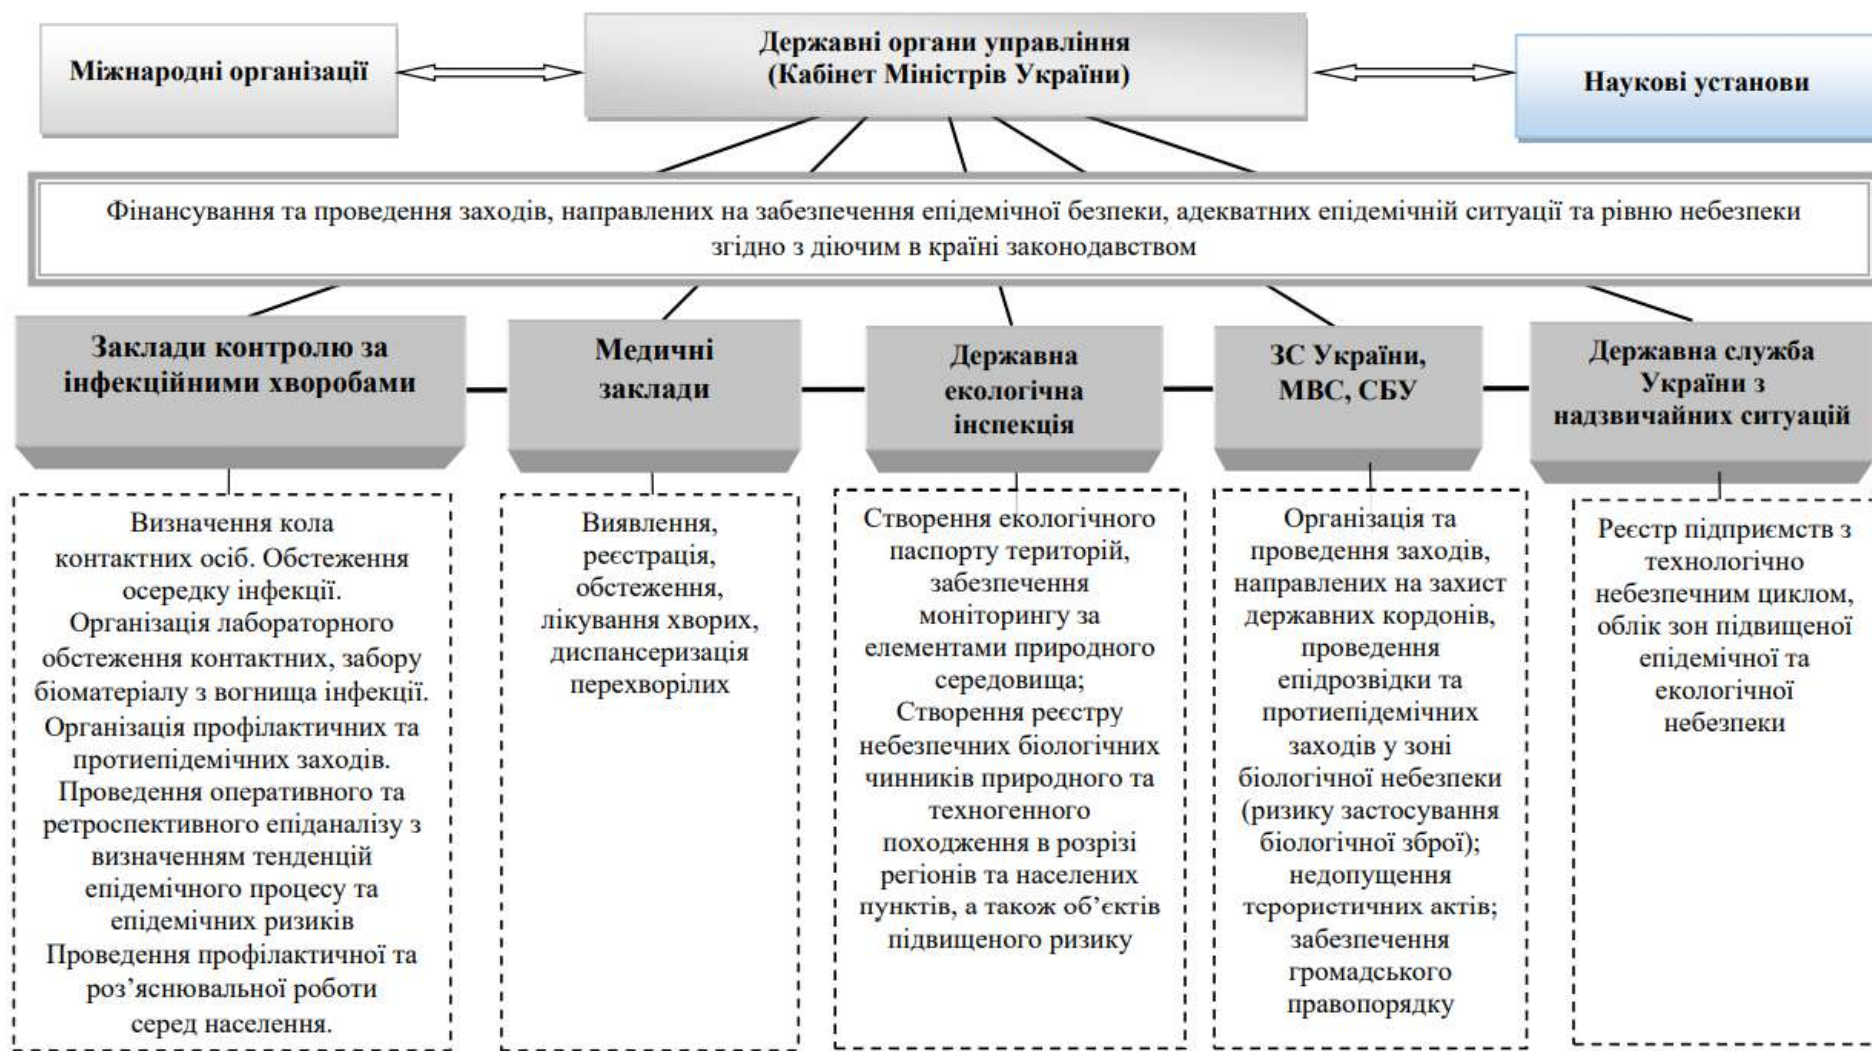 Міжнародні організації
Державні органи управління
(Кабінет Міністрів України)
Наукові установи
Фінансування та проведення заходів, направлених на забезпечення епідемічної безпеки, адекватних епідемічній ситуації та рівню небезпеки
згідно з діючим в країні законодавством
Заклади контролю за
інфекційними хворобами
Медичні
заклади
Державна
екологічна
інспекція
ЗС України,
МВС, СБУ
Державна служба
України з
надзвичайних ситуацій
Визначення кола
контактних осіб. Обстеження
осередку інфекції.
Організація лабораторного
обстеження контактних, забору
біоматеріалу з вогнища інфекції.
Організація профілактичних та
протиепідемічних заходів.
Проведення оперативного та
ретроспективного епіданалізу з
визначенням тенденцій
епідемічного процесу та
епідемічних ризиків
Проведення профілактичної та
роз’яснювальної роботи
серед населення.
Виявлення,
реєстрація,
обстеження,
лікування хворих,
диспансеризація
перехворілих
Створення екологічного
паспорту територій,
забезпечення
моніторингу за
елементами природного
середовища;
Створення реєстру
небезпечних біологічних
чинників природного та
техногенного
походження в розрізі
регіонів та населених
пунктів, а також об’єктів
підвищеного ризику
Організація та
проведення заходів,
направлених на захист
державних кордонів,
проведення
епідрозвідки та
протиепідемічних
заходів у зоні
біологічної небезпеки
(ризику застосування
біологічної зброї);
недопущення
терористичних актів;
забезпечення
громадського
правопорядку
Реєстр підприємств з
технологічно
небезпечним циклом,
облік зон підвищеної
епідемічної та
екологічної
небезпеки